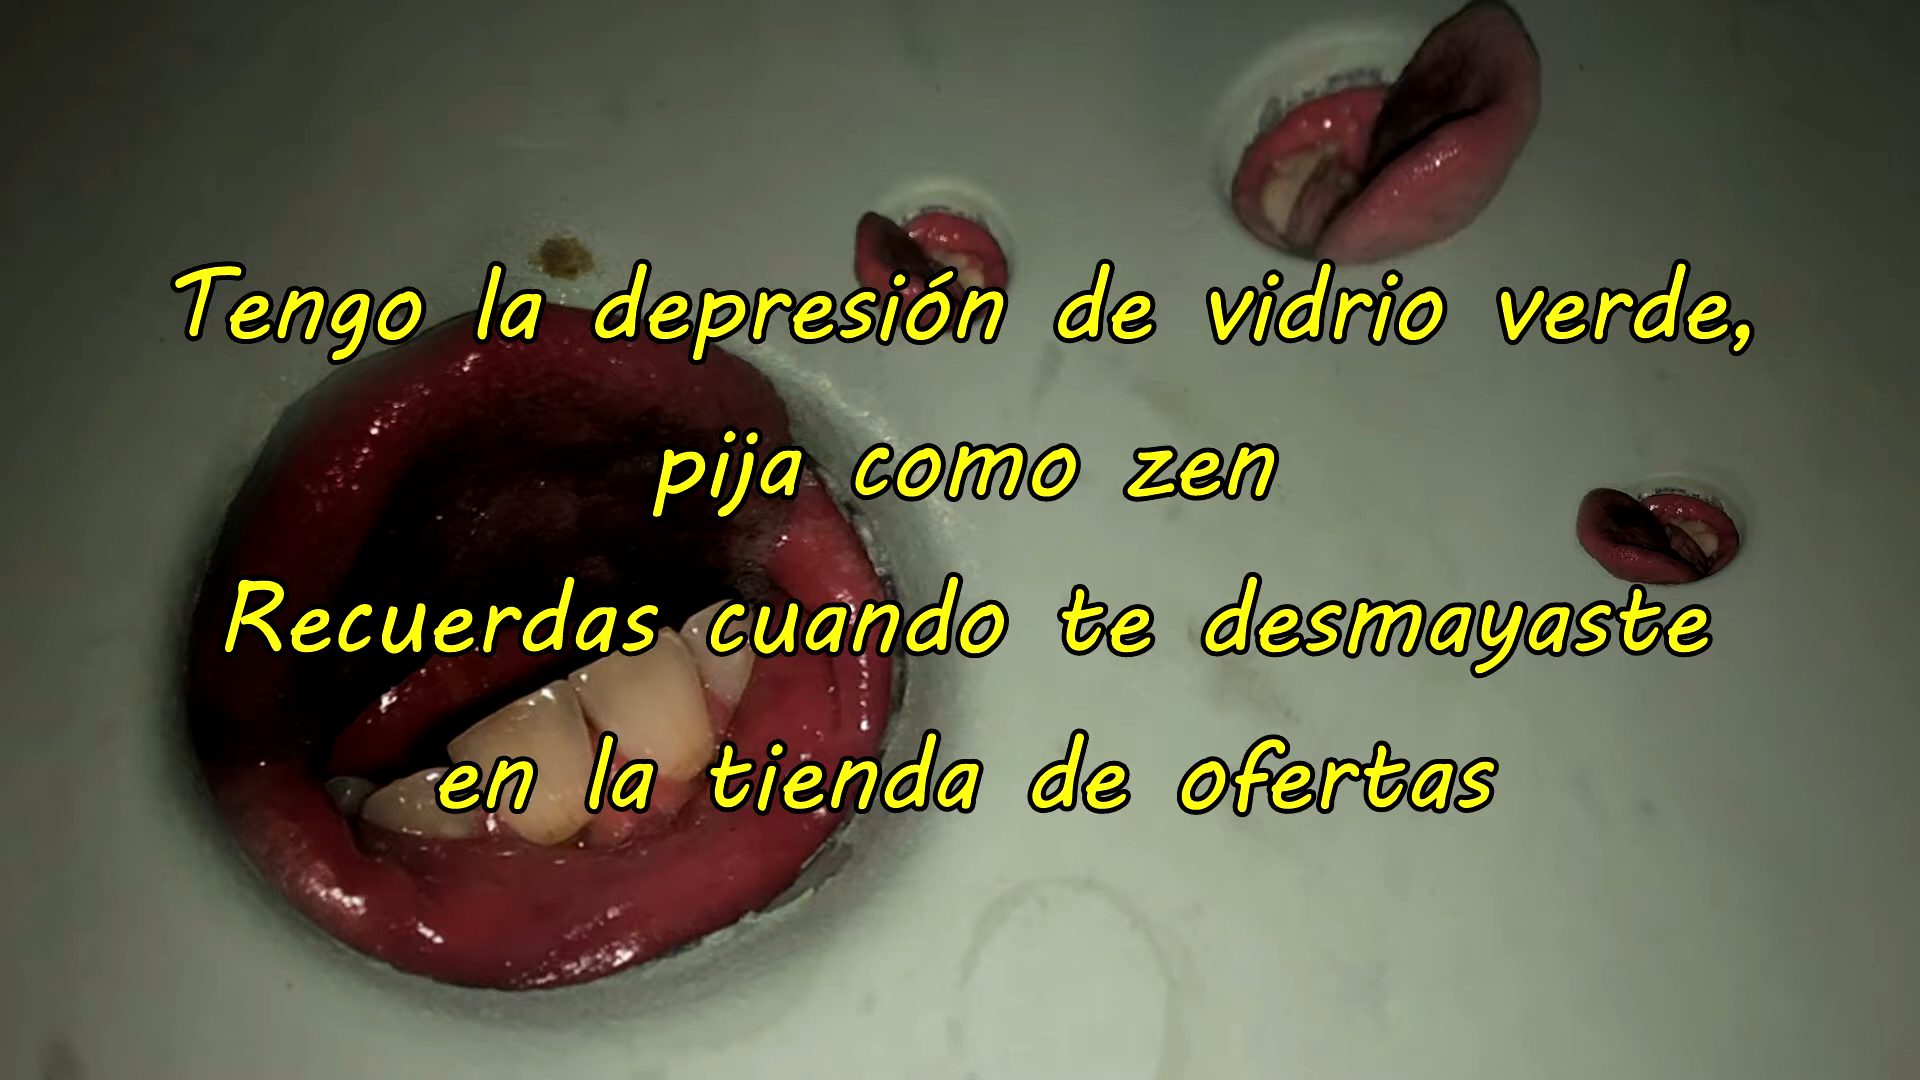 Tengo la depresión de vidrio verde,
pija como zen
Recuerdas cuando te desmayaste
en la tienda de ofertas